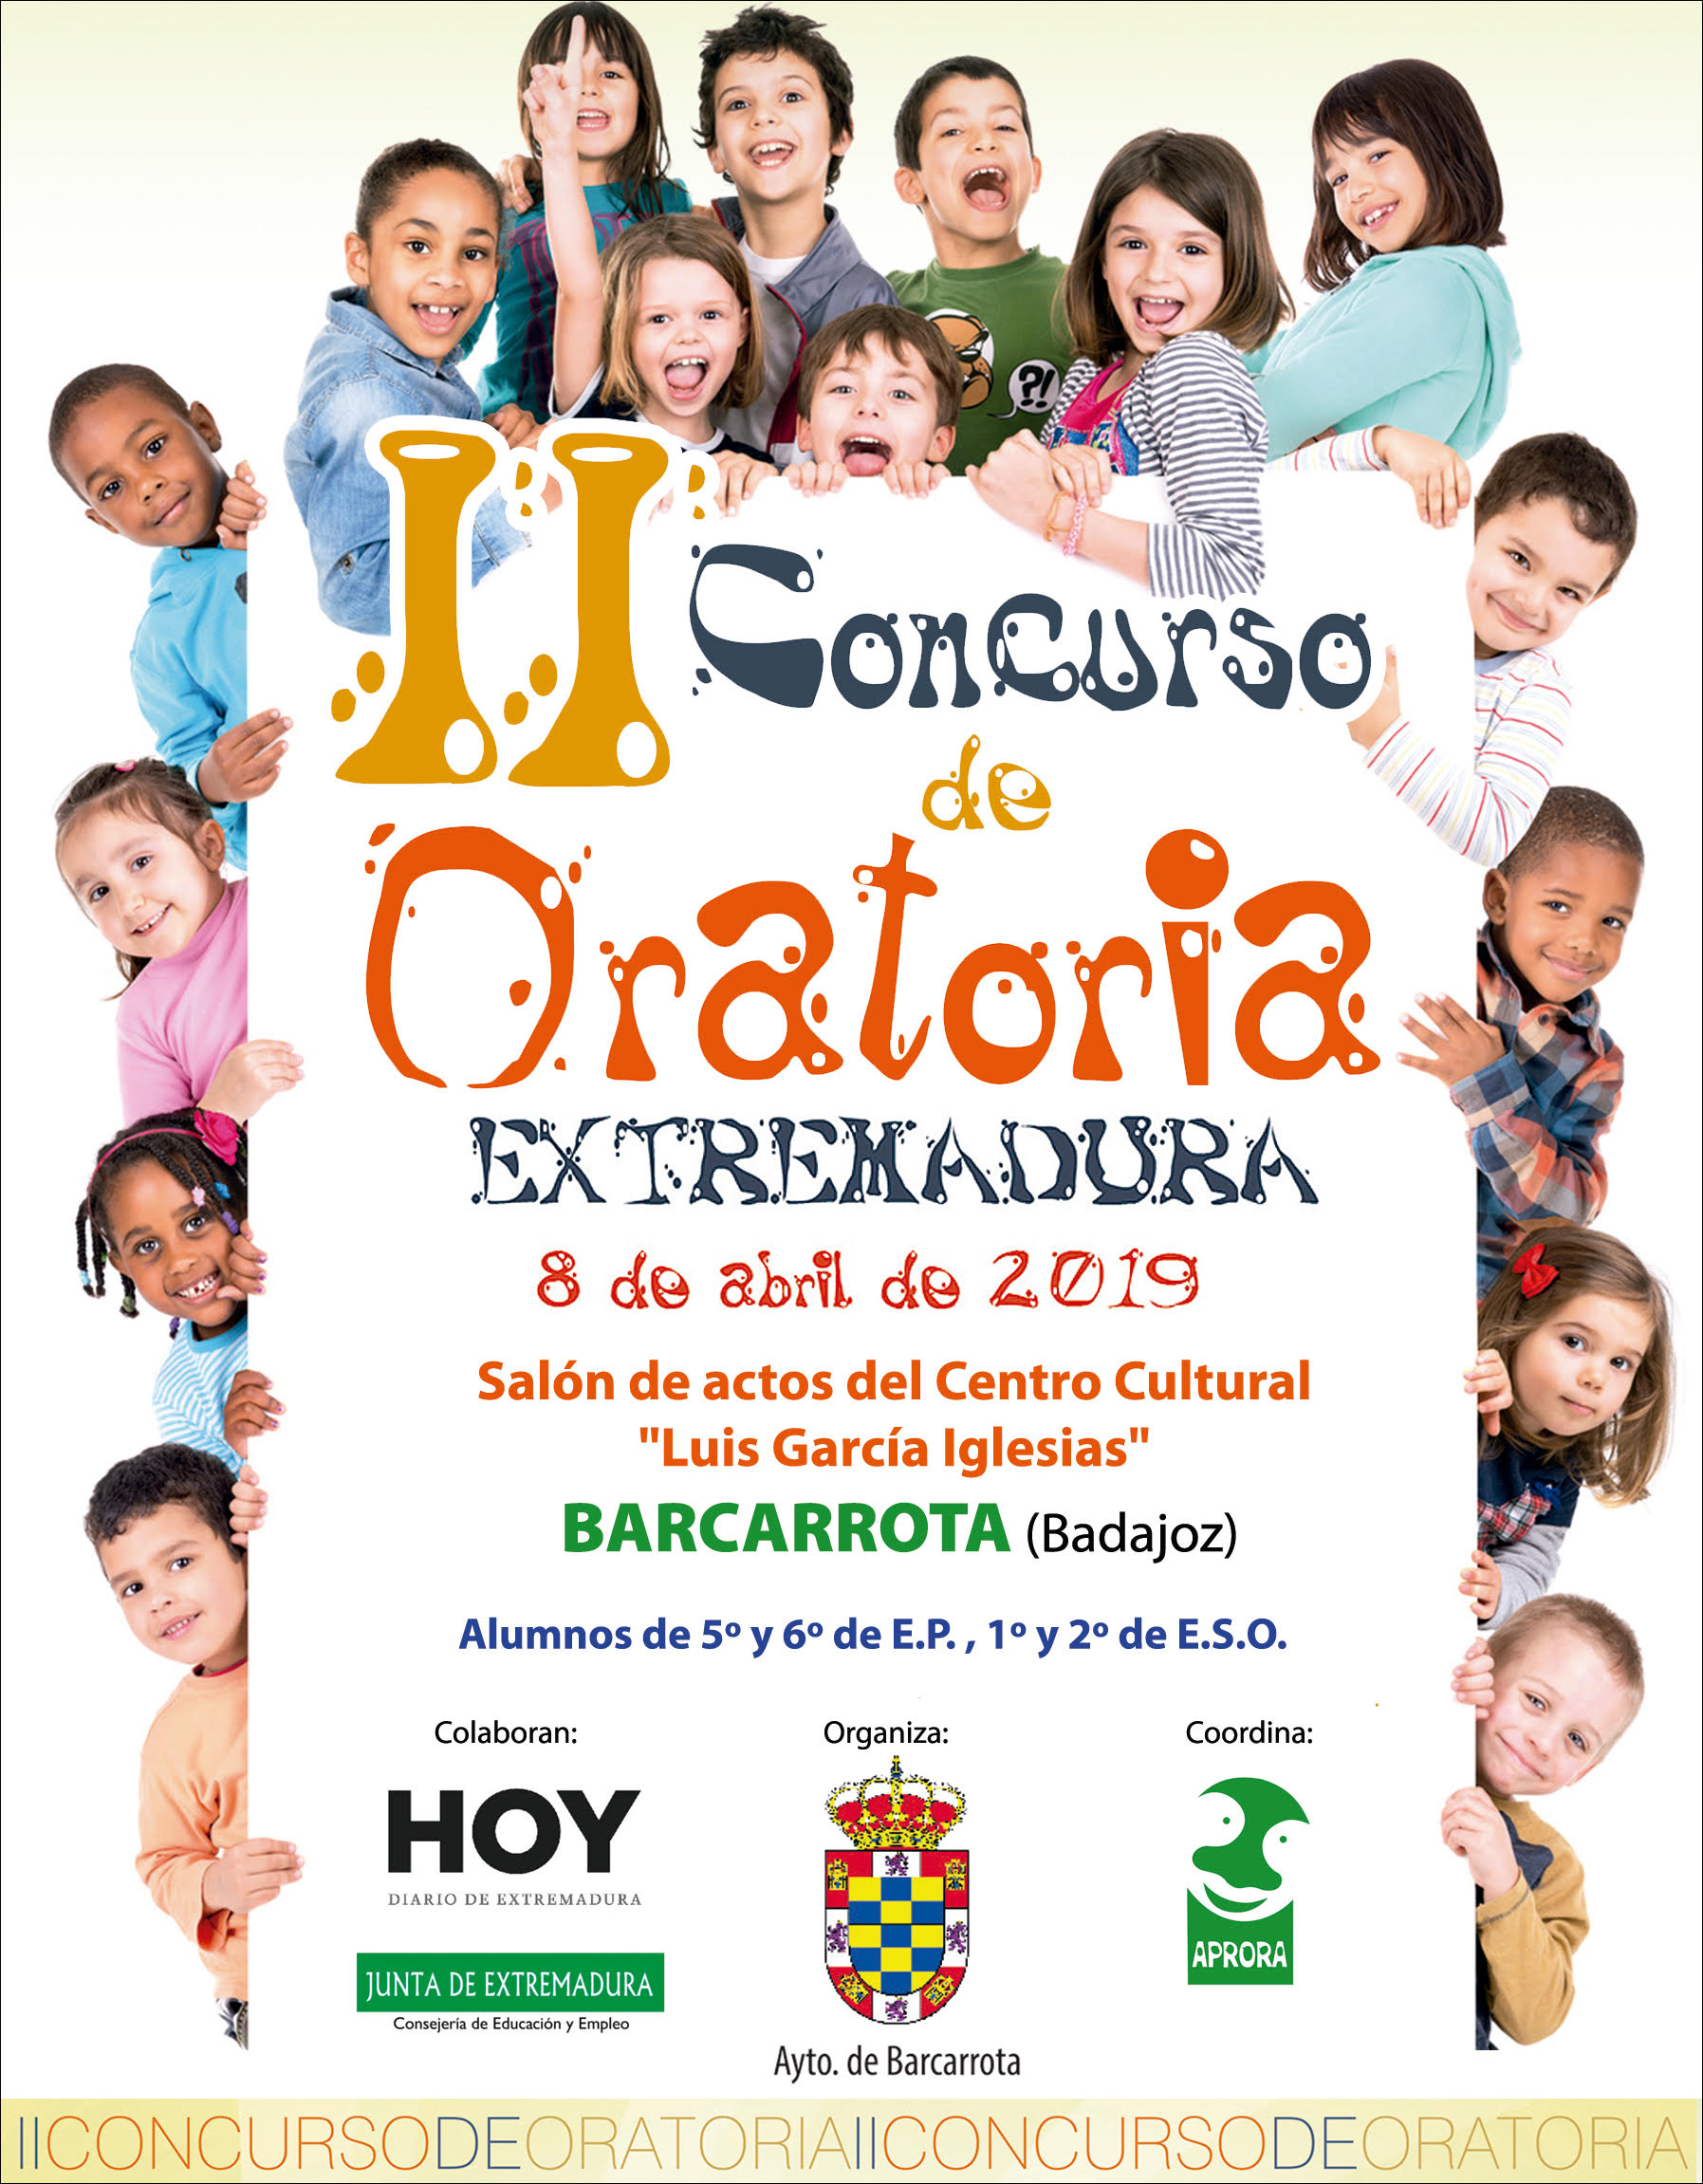 II Concurso
de
Oratoria
EXTREMADURA
8 de abril de 2019
Salón de actos del Centro Cultural
"Luis García Iglesias"
BARCARROTA (Badajoz)
Alumnos de 5º y 6º de E.P. , 1º y 2º de E.S.O.
Colaboran:
HOY
DIARIO DE EXTREMADURA
JUNTA DE EXTREMADURA
Consejería de Educación y Empleo
Organiza:
Ayto. de Barcarrota
Coordina:
APRORA
IICONCURSODEORATORIAIICONCURSODEORATORIA
?!